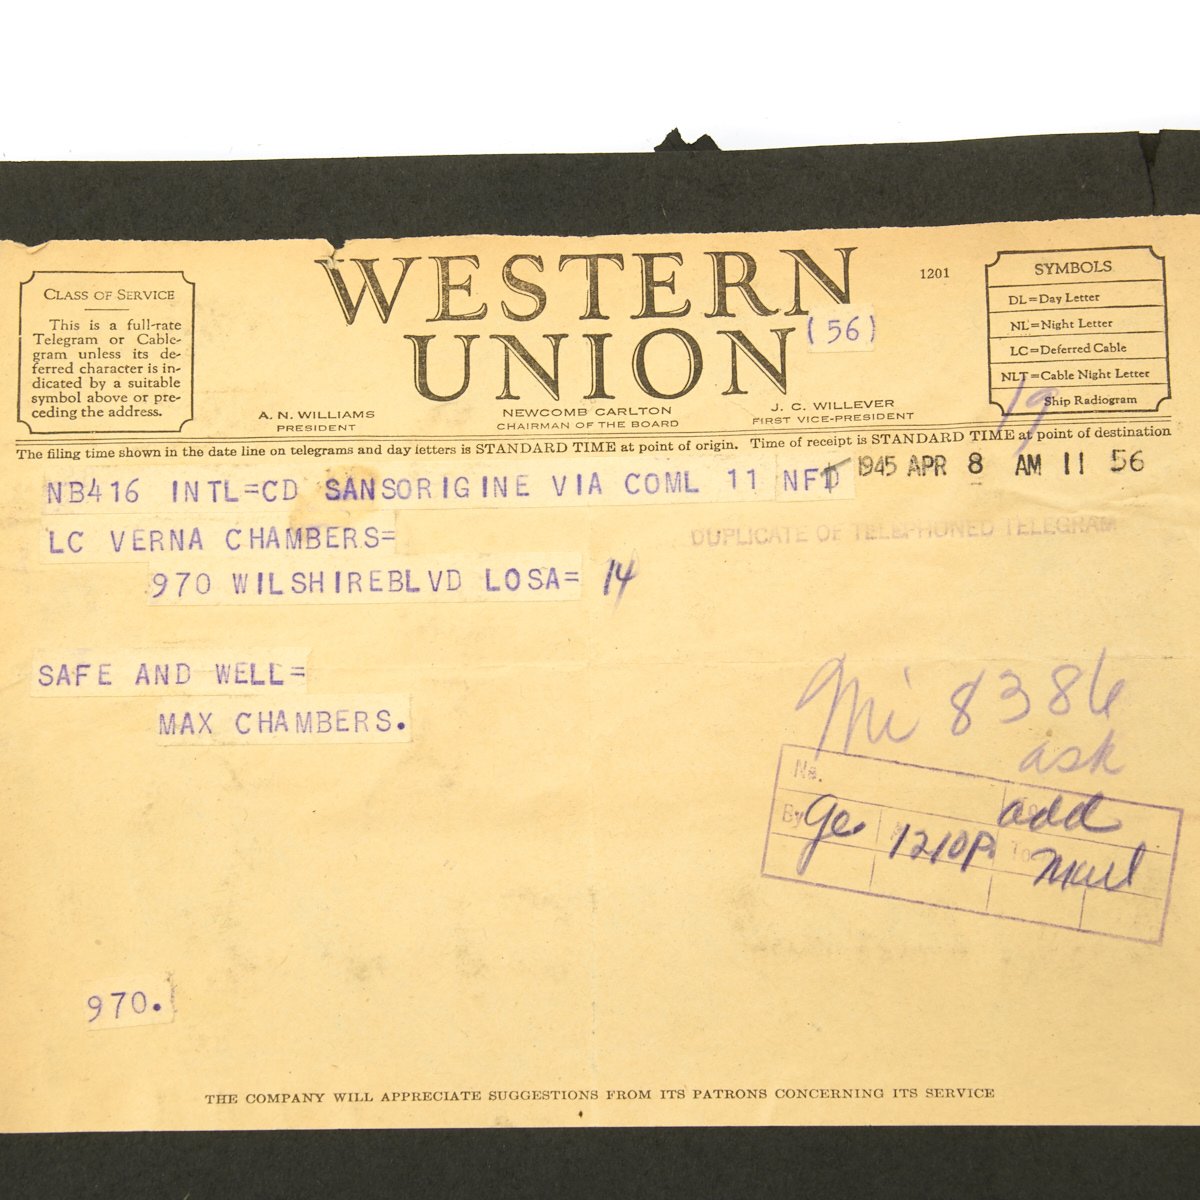 CLASS OF SERVICE
This is a full-rate
Telegram or Cable-
gram unless its de-
ferred character is in-
dicated by a suitable
symbol above or pre-
ceding the address.
WESTERN
UNION
(56)
1201
A. N. WILLIAMS
PRESIDENT
NEWCOMB CARLTON
CHAIRMAN OF THE BOARD
J. C. WILLEVER
FIRST VICE-PRESIDENT
SYMBOLS
DL=Day Letter
NL=Night Letter
LC=Deferred Cable
NLT=Cable Night Letter
Ship Radiogram
19
The filing time shown in the date line on telegrams and day letters is STANDARD TIME at point of origin. Time of receipt is STANDARD TIME at point of destination
NB416 INTL=CD SANSORIGINE VIA COML 11 NFT 1945 APR 8 AM 11 56
LC VERNA CHAMBERS=
DUPLICATE OF TELEPHONED TELEGRAM
970 WILSHIREBLVD LOSA= 14
SAFE AND WELL=
MAX CHAMBERS.
Mi 8386
ask
No.
add
By Ge 1210P To Mail
970.
THE COMPANY WILL APPRECIATE SUGGESTIONS FROM ITS PATRONS CONCERNING ITS SERVICE